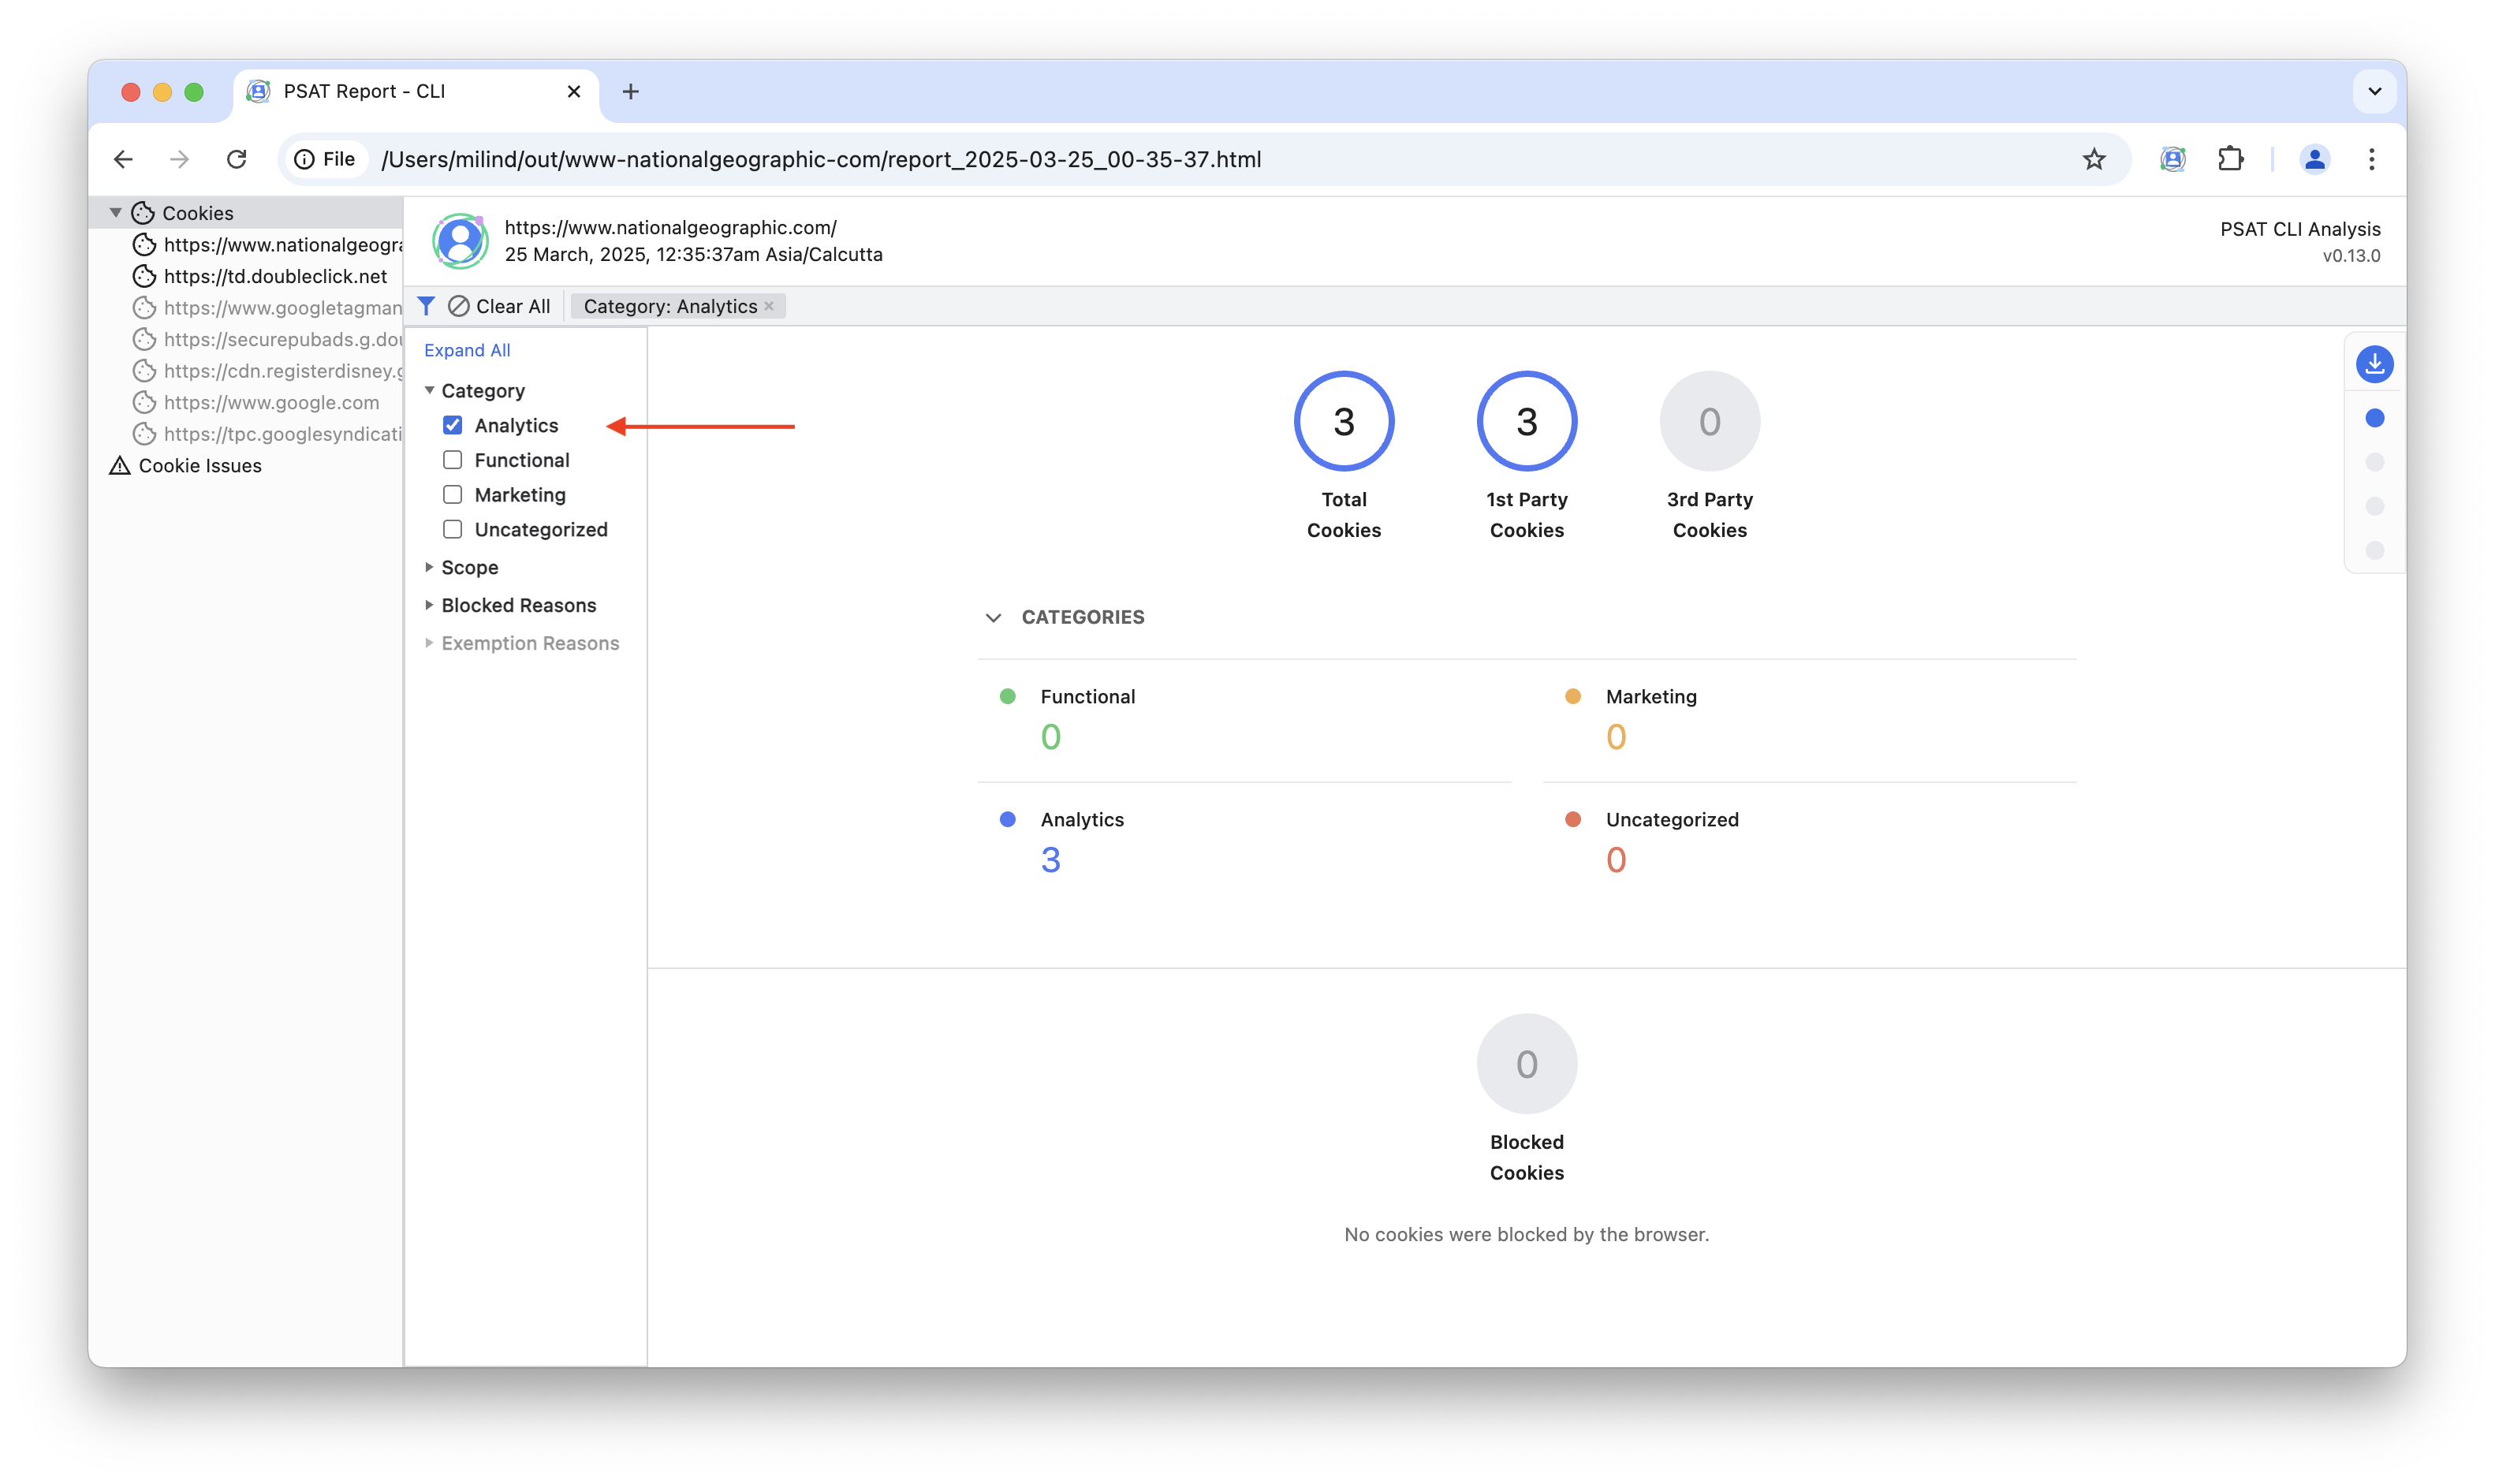 PSAT Report - CLI
File
/Users/milind/out/www-nationalgeographic-com/report_2025-03-25_00-35-37.html
Cookies
https://www.nationalgeogra
https://td.doubleclick.net
https://www.googletagman
https://securepubads.g.dou
https://cdn.registerdisney.g
https://www.google.com
https://tpc.googlesyndicati
Cookie Issues
https://www.nationalgeographic.com/
25 March, 2025, 12:35:37am Asia/Calcutta
PSAT CLI Analysis
v0.13.0
Clear All
Category: Analytics
Expand All
Category
Analytics
Functional
Marketing
Uncategorized
Scope
Blocked Reasons
Exemption Reasons
3
Total
Cookies
3
1st Party
Cookies
0
3rd Party
Cookies
CATEGORIES
Functional
0
Marketing
0
Analytics
3
Uncategorized
0
0
Blocked
Cookies
No cookies were blocked by the browser.